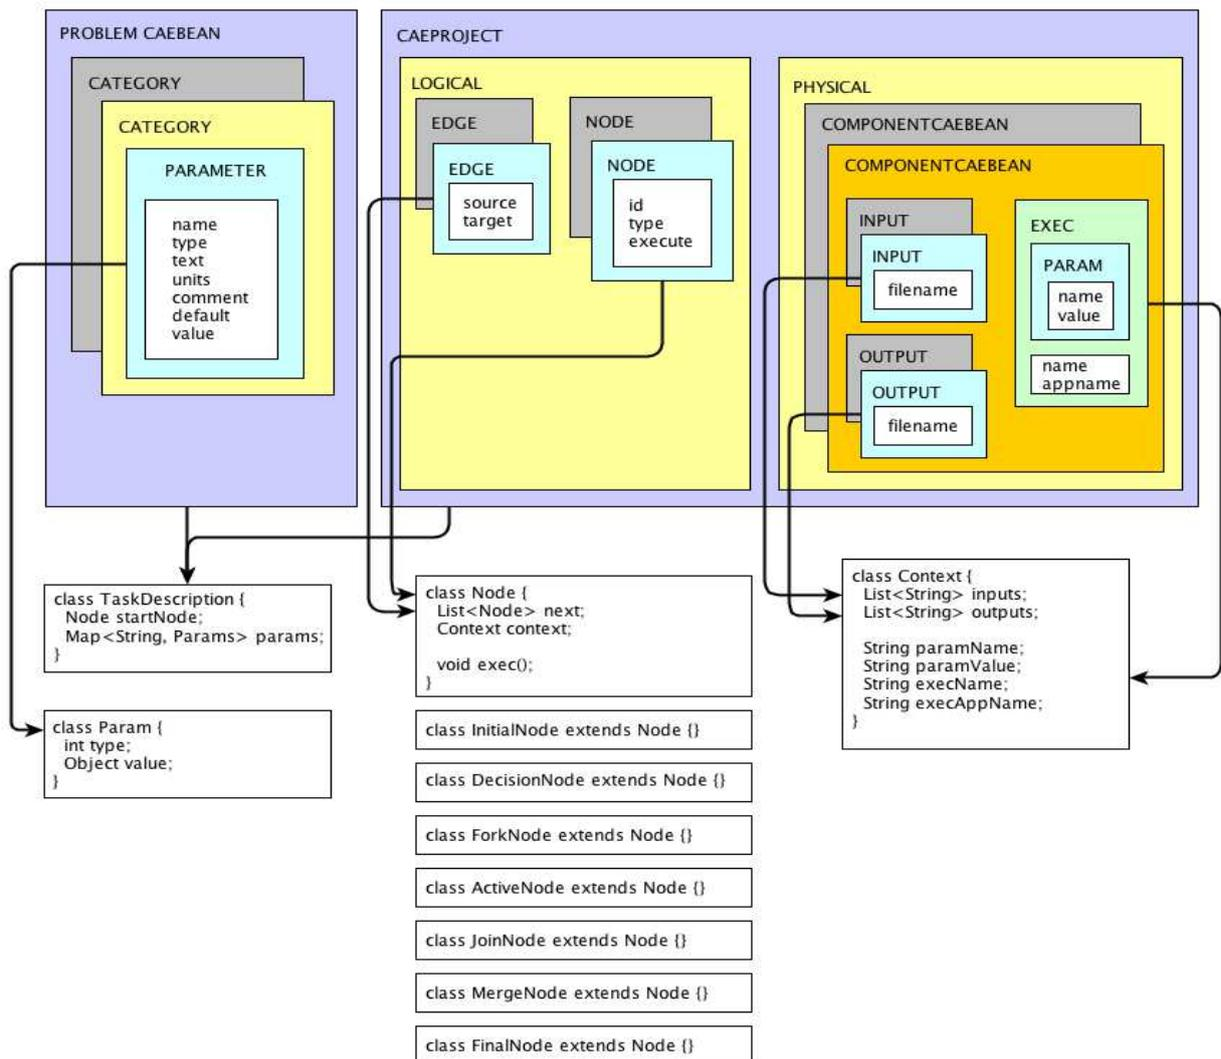 PROBLEM CAEBEAN
CATEGORY
CATEGORY
PARAMETER
name
type
text
units
comment
default
value
CAEPROJECT
LOGICAL
EDGE
EDGE
source
target
NODE
NODE
id
type
execute
PHYSICAL
COMPONENTCAEBEAN
COMPONENTCAEBEAN
INPUT
INPUT
filename
OUTPUT
OUTPUT
filename
EXEC
PARAM
name
value
name
appname
class TaskDescription {
Node startNode;
Map<String, Params> params;
}
class Param {
int type;
Object value;
}
class Node {
List<Node> next;
Context context;
void exec();
}
class InitialNode extends Node {}
class DecisionNode extends Node {}
class ForkNode extends Node {}
class ActiveNode extends Node {}
class JoinNode extends Node {}
class MergeNode extends Node {}
class FinalNode extends Node {}
class Context {
List<String> inputs;
List<String> outputs;
String paramName;
String paramValue;
String execName;
String execAppName;
}